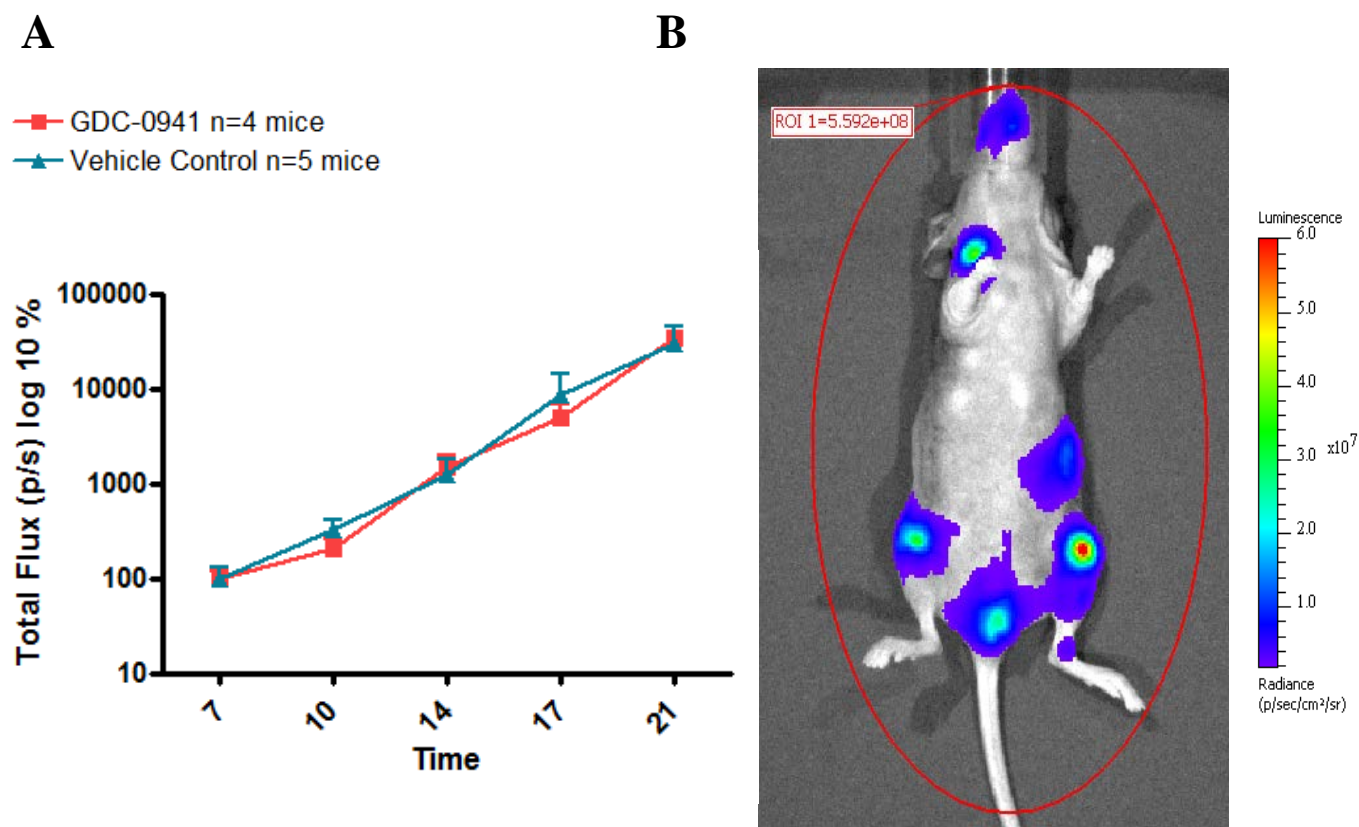 A
B
GDC-0941 n=4 mice
Vehicle Control n=5 mice
Total Flux (p/s) log 10 %
100000
10000
1000
100
10
7
10
14
17
21
Time
ROI 1=5.592e+08
Luminescence
6.0
5.0
4.0
3.0
x10⁷
2.0
1.0
Radiance
(p/sec/cm²/sr)